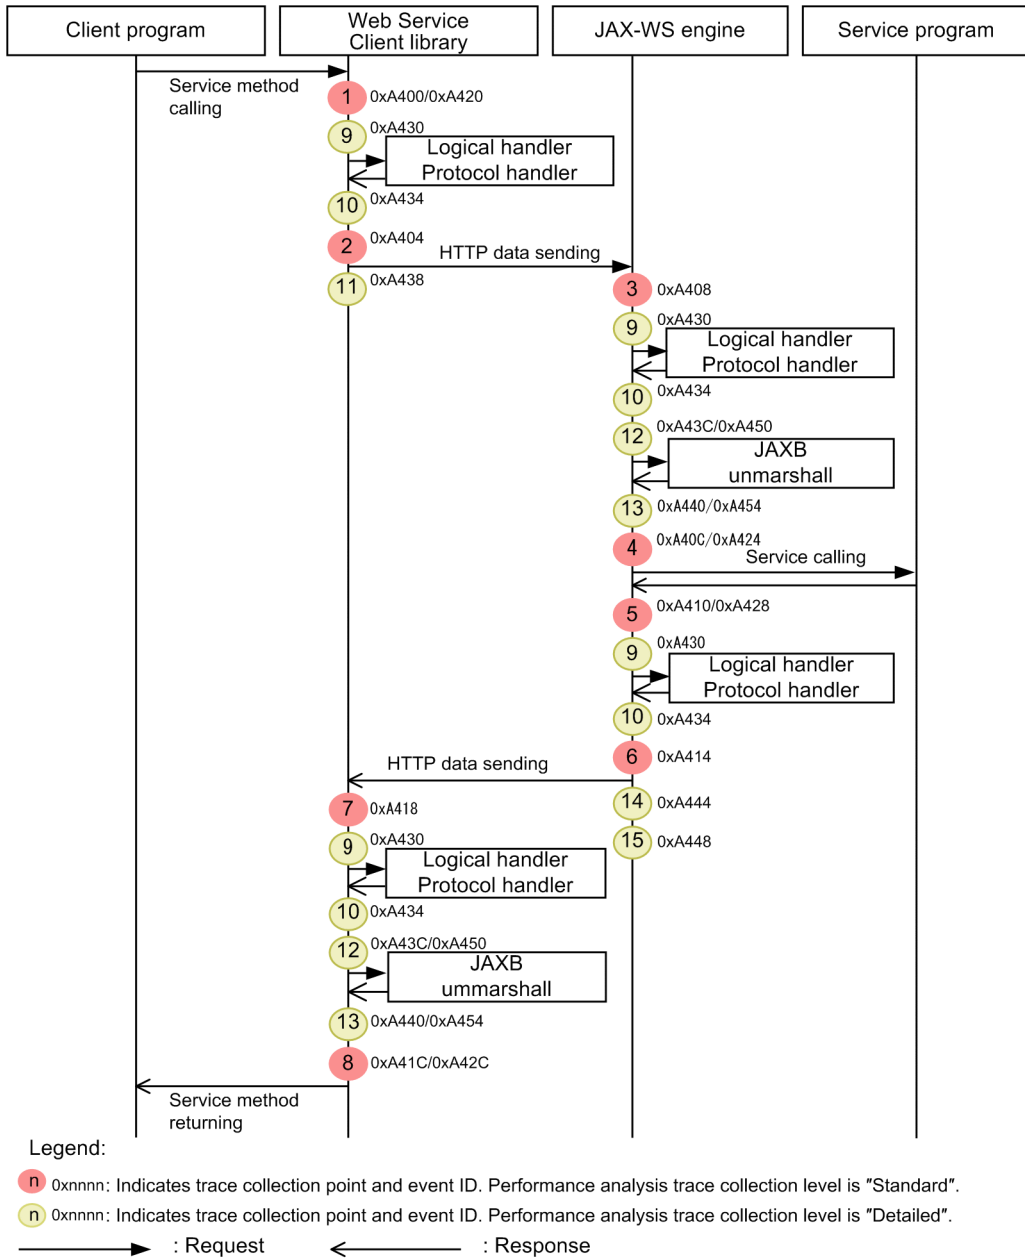 Client program
Web Service
Client library
JAX-WS engine
Service program
Service method
calling
1 0xA400/0xA420
9 0xA430
Logical handler
Protocol handler
10 0xA434
2 0xA404
HTTP data sending
11 0xA438
3 0xA408
9 0xA430
Logical handler
Protocol handler
10 0xA434
12 0xA43C/0xA450
JAXB
unmarshall
13 0xA440/0xA454
4 0xA40C/0xA424
Service calling
5 0xA410/0xA428
9 0xA430
Logical handler
Protocol handler
10 0xA434
6 0xA414
HTTP data sending
14 0xA444
7 0xA418
15 0xA448
9 0xA430
Logical handler
Protocol handler
10 0xA434
12 0xA43C/0xA450
JAXB
ummarshall
13 0xA440/0xA454
8 0xA41C/0xA42C
Service method
returning
Legend:
n 0xnnnn: Indicates trace collection point and event ID. Performance analysis trace collection level is "Standard".
n 0xnnnn: Indicates trace collection point and event ID. Performance analysis trace collection level is "Detailed".
: Request : Response